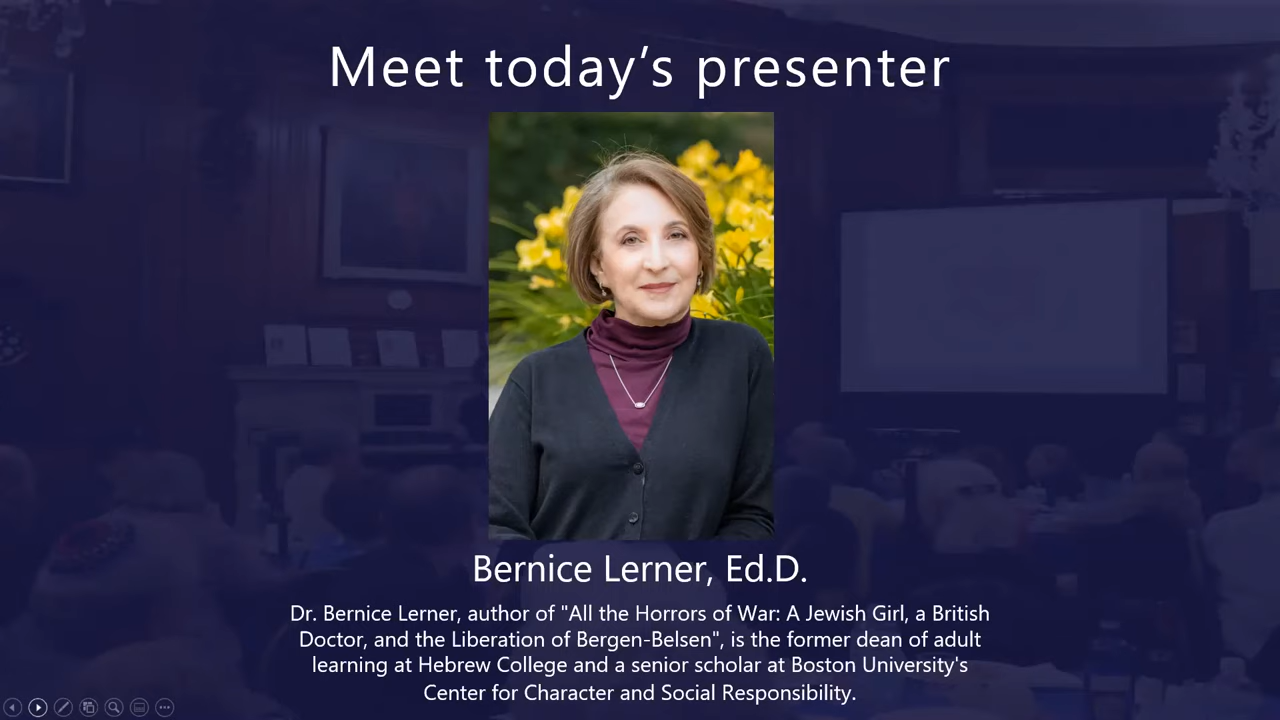 Meet today’s presenter
Bernice Lerner, Ed.D.
Dr. Bernice Lerner, author of "All the Horrors of War: A Jewish Girl, a British
Doctor, and the Liberation of Bergen-Belsen", is the former dean of adult
learning at Hebrew College and a senior scholar at Boston University's
Center for Character and Social Responsibility.